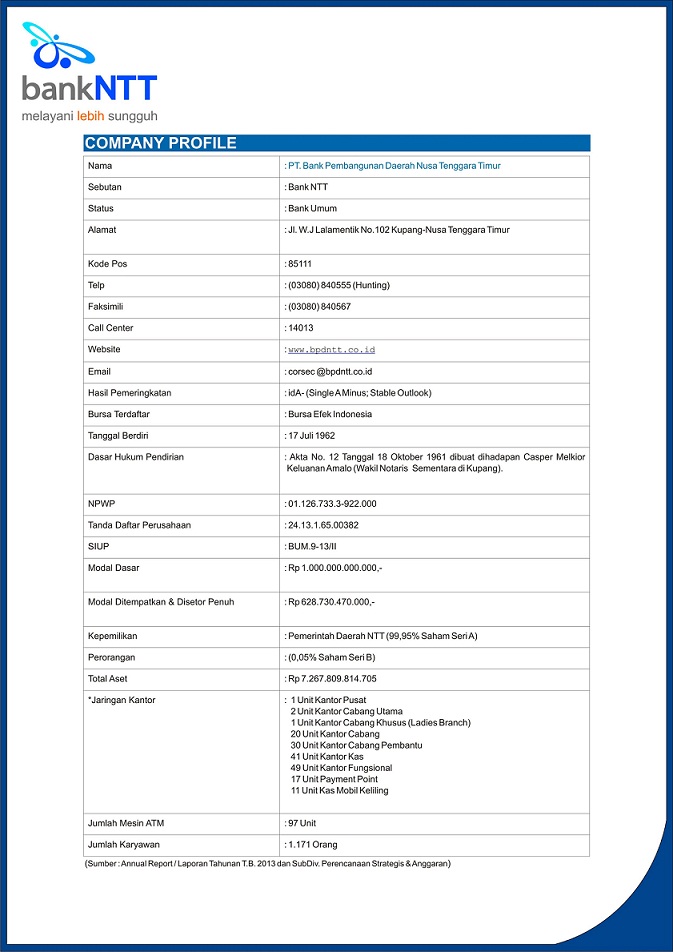 bankNTT
melayani lebih sungguh
COMPANY PROFILE
Nama : PT. Bank Pembangunan Daerah Nusa Tenggara Timur
Sebutan : Bank NTT
Status : Bank Umum
Alamat : Jl. W.J Lalamentik No.102 Kupang-Nusa Tenggara Timur
Kode Pos : 85111
Telp : (03080) 840555 (Hunting)
Faksimili : (03080) 840567
Call Center : 14013
Website : www.bpdntt.co.id
Email : corsec @bpdntt.co.id
Hasil Pemeringkatan : idA- (Single A Minus; Stable Outlook)
Bursa Terdaftar : Bursa Efek Indonesia
Tanggal Berdiri : 17 Juli 1962
Dasar Hukum Pendirian : Akta No. 12 Tanggal 18 Oktober 1961 dibuat dihadapan Casper Melkior
Keluanan Amalo (Wakil Notaris Sementara di Kupang).
NPWP : 01.126.733.3-922.000
Tanda Daftar Perusahaan : 24.13.1.65.00382
SIUP : BUM.9-13/II
Modal Dasar : Rp 1.000.000.000.000,-
Modal Ditempatkan & Disetor Penuh : Rp 628.730.470.000,-
Kepemilikan : Pemerintah Daerah NTT (99,95% Saham Seri A)
Perorangan : (0,05% Saham Seri B)
Total Aset : Rp 7.267.809.814.705
*Jaringan Kantor : 1 Unit Kantor Pusat
2 Unit Kantor Cabang Utama
1 Unit Kantor Cabang Khusus (Ladies Branch)
20 Unit Kantor Cabang
30 Unit Kantor Cabang Pembantu
41 Unit Kantor Kas
49 Unit Kantor Fungsional
17 Unit Payment Point
11 Unit Kas Mobil Keliling
Jumlah Mesin ATM : 97 Unit
Jumlah Karyawan : 1.171 Orang
(Sumber : Annual Report / Laporan Tahunan T.B. 2013 dan SubDiv. Perencanaan Strategis & Anggaran)